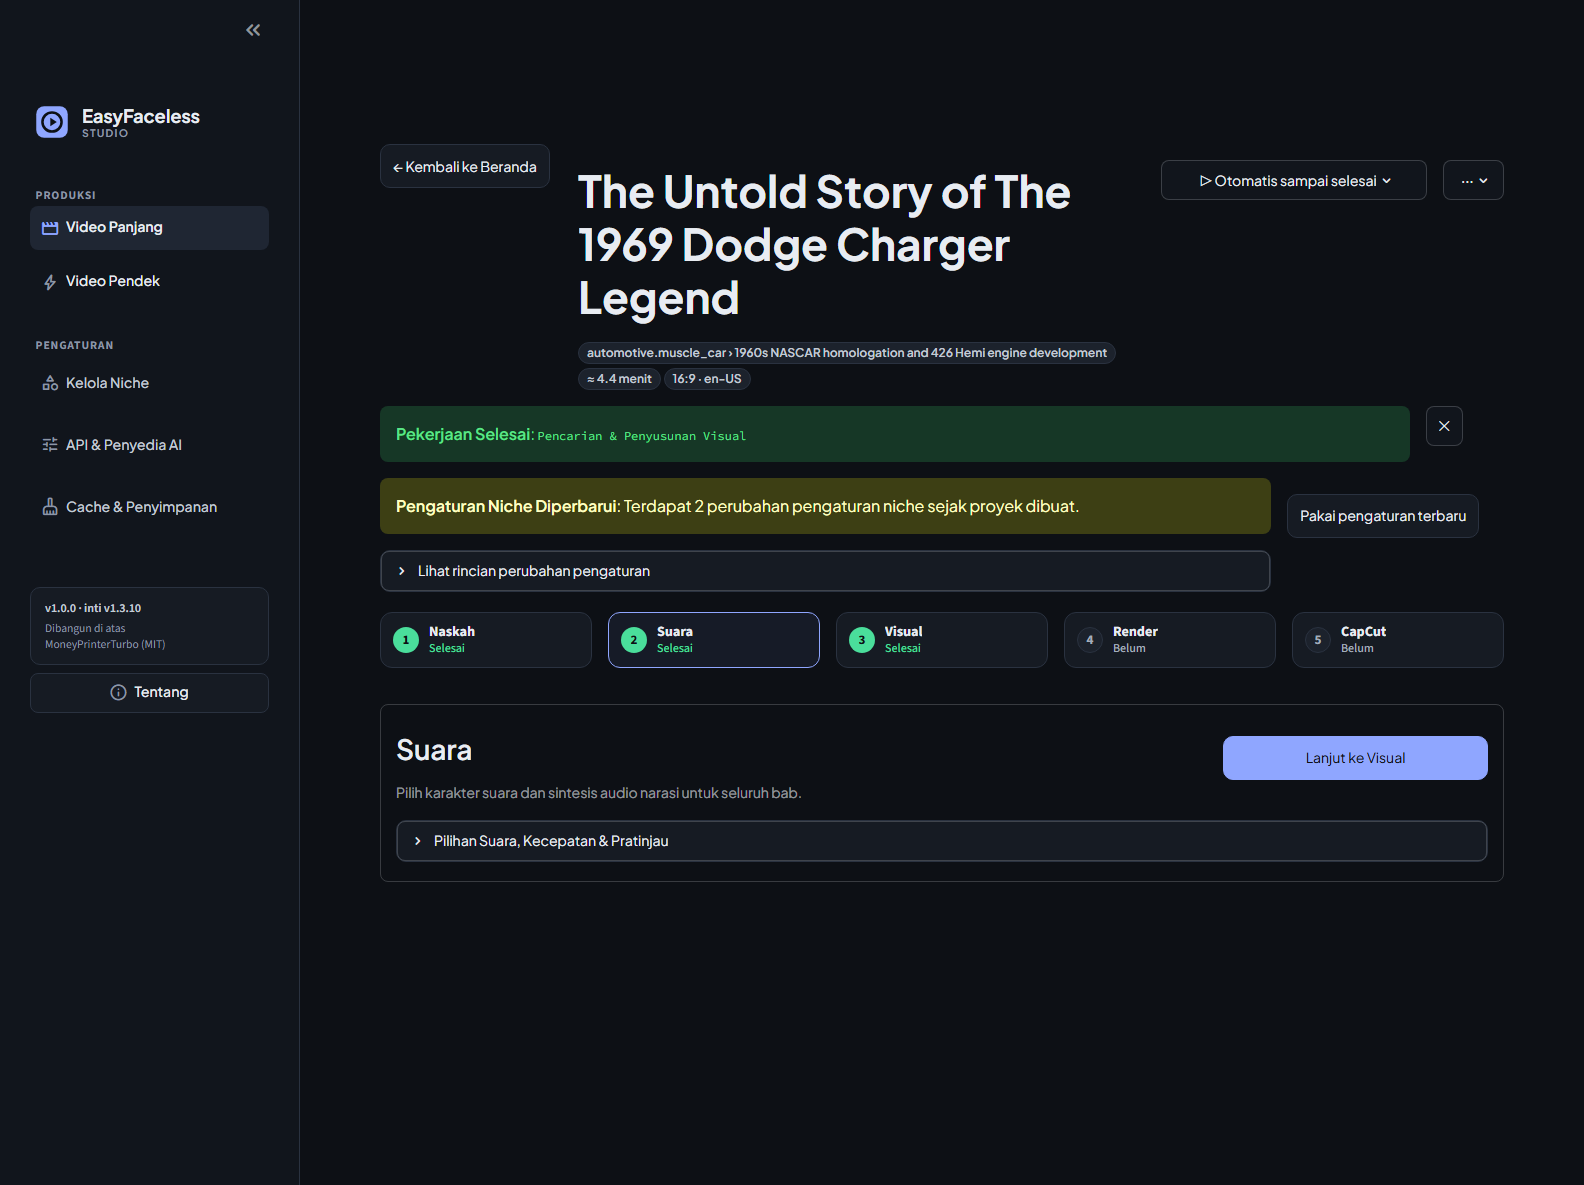 EasyFaceless
STUDIO
PRODUKSI
Video Panjang
Video Pendek
PENGATURAN
Kelola Niche
API & Penyedia AI
Cache & Penyimpanan
v1.0.0 · inti v1.3.10
Dibangun di atas
MoneyPrinterTurbo (MIT)
Tentang
← Kembali ke Beranda
The Untold Story of The
1969 Dodge Charger
Legend
▷ Otomatis sampai selesai
···
automotive.muscle_car › 1960s NASCAR homologation and 426 Hemi engine development
≈ 4.4 menit
16:9 · en-US
Pekerjaan Selesai: Pencarian & Penyusunan Visual
Pengaturan Niche Diperbarui: Terdapat 2 perubahan pengaturan niche sejak proyek dibuat.
Pakai pengaturan terbaru
Lihat rincian perubahan pengaturan
1
Naskah
Selesai
2
Suara
Selesai
3
Visual
Selesai
4
Render
Belum
5
CapCut
Belum
Suara
Lanjut ke Visual
Pilih karakter suara dan sintesis audio narasi untuk seluruh bab.
Pilihan Suara, Kecepatan & Pratinjau